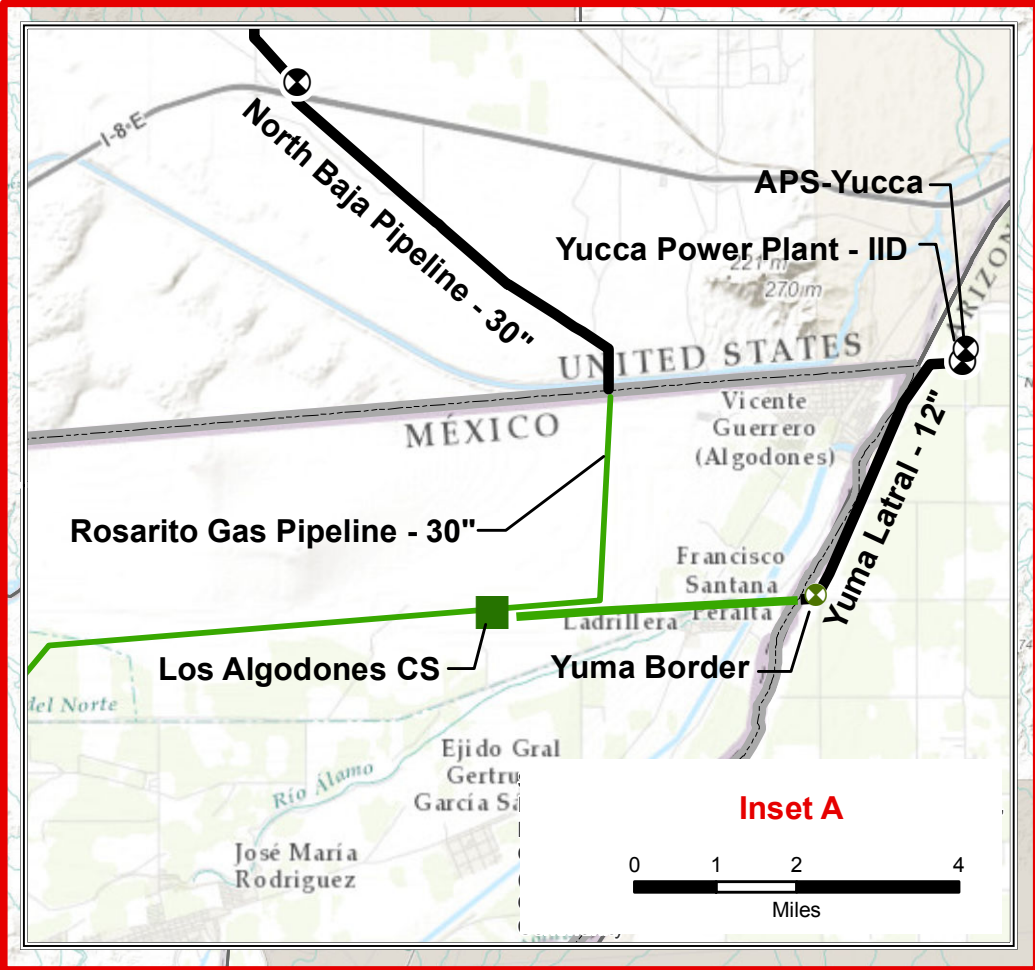 I-8-E
North Baja Pipeline - 30"
APS-Yucca
Yucca Power Plant - IID
221 m
270 m
UNITED STATES
MÉXICO
Vicente
Guerrero
(Algodones)
Rosarito Gas Pipeline - 30"
Yuma Latral - 12"
Francisco
Santana
Peralta
Ladrillera
Los Algodones CS
Yuma Border
del Norte
Río Álamo
Ejido Gral
García
José María
Rodriguez
Inset A
0 1 2 4
Miles